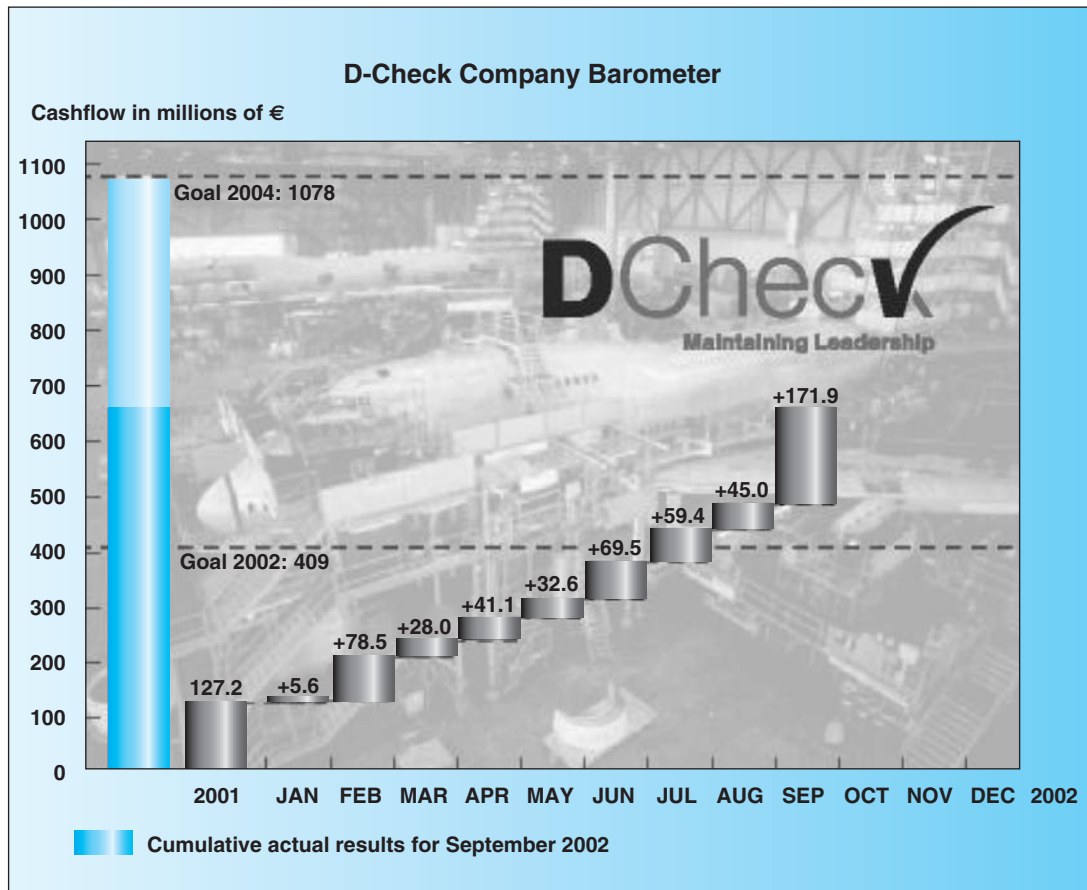 D-Check Company Barometer
Cashflow in millions of €
1100
1000
900
800
700
600
500
400
300
200
100
0
Goal 2004: 1078
DCheck
Maintaining Leadership
Goal 2002: 409
127.2
+5.6
+78.5
+28.0
+41.1
+32.6
+69.5
+59.4
+45.0
+171.9
2001 JAN FEB MAR APR MAY JUN JUL AUG SEP OCT NOV DEC 2002
Cumulative actual results for September 2002